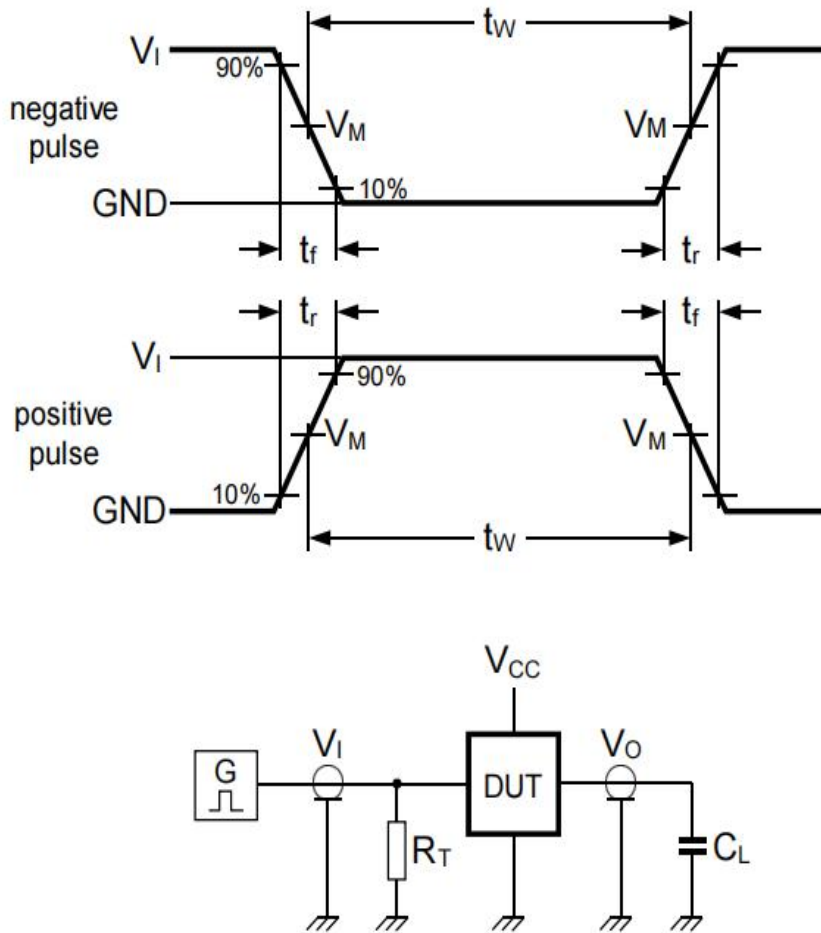 tW
VI
90%
negative
pulse
VM
VM
10%
GND
tf
tr
tr
tf
VI
90%
positive
pulse
VM
VM
10%
GND
tW
VCC
VI
VO
G
DUT
RT
CL